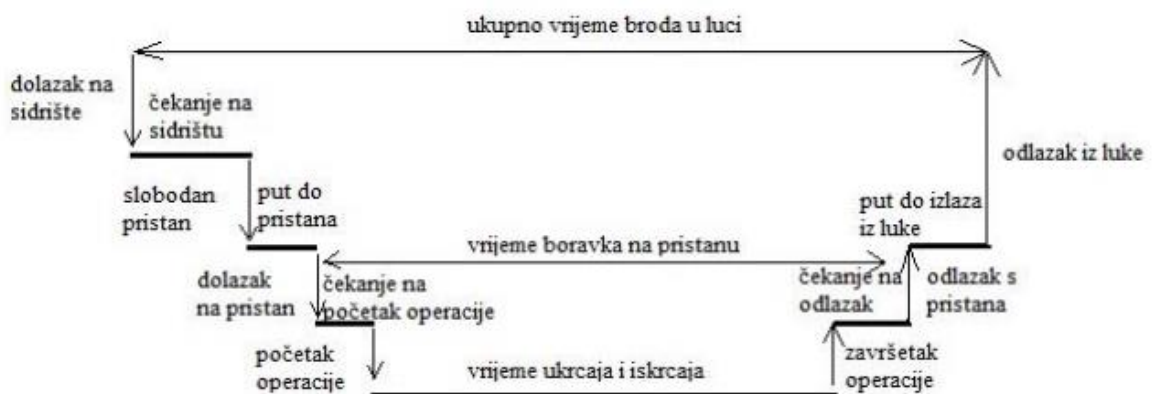 ukupno vrijeme broda u luci
dolazak na
sidrište
čekanje na
sidrištu
odlazak iz luke
slobodan
pristan
put do
pristana
put do izlaza
iz luke
vrijeme boravka na pristanu
dolazak
na pristan
čekanje na
početak operacije
čekanje na
odlazak
odlazak s
pristana
početak
operacije
vrijeme ukrcaja i iskrcaja
završetak
operacije